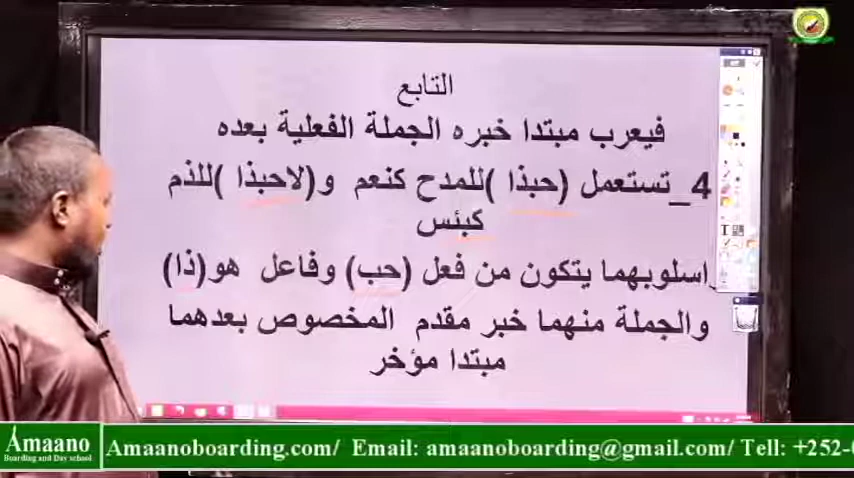 التابع
فيعرب مبتدا خبره الجملة الفعلية بعده
4_تستعمل (حبذا )للمدح كنعم و(لاحبذا )للذم
كبئس
اسلوبهما يتكون من فعل (حب) وفاعل هو(ذا)
والجملة منهما خبر مقدم المخصوص بعدهما
مبتدا مؤخر
Amaano
Boarding and Day school
Amaanoboarding.com/ Email: amaanoboarding@gmail.com/ Tell: +252-6